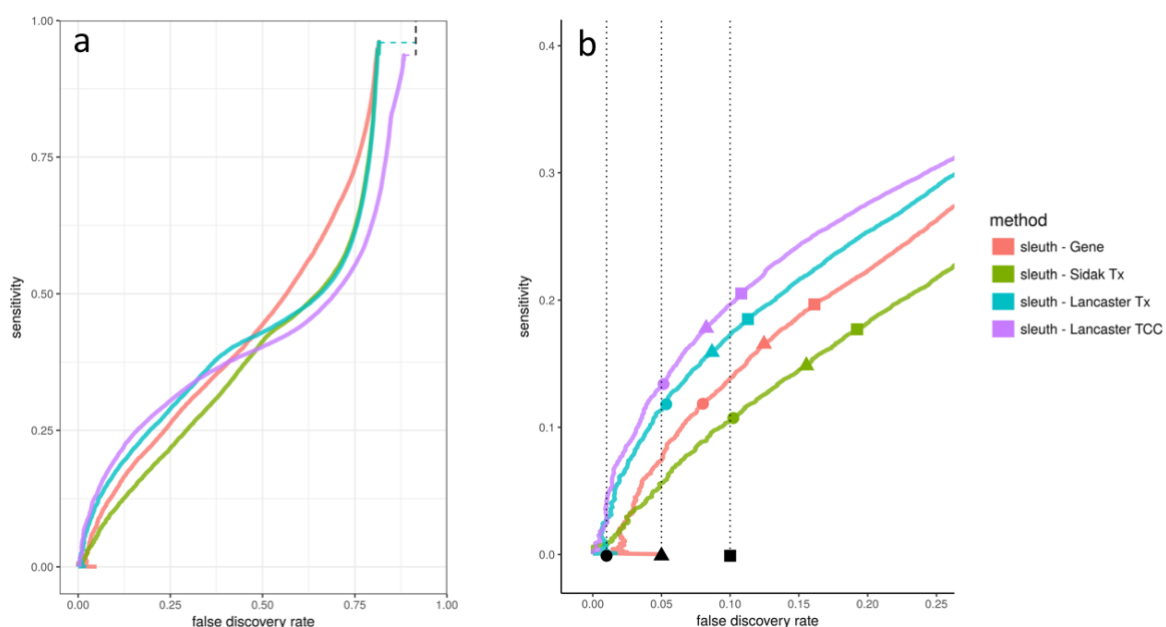 a
1.00
0.75
0.50
0.25
0.00
sensitivity
0.00 0.25 0.50 0.75 1.00
false discovery rate
b
0.4
0.3
0.2
0.1
0.0
sensitivity
0.00 0.05 0.10 0.15 0.20 0.25
false discovery rate
method
sleuth - Gene
sleuth - Sidak Tx
sleuth - Lancaster Tx
sleuth - Lancaster TCC